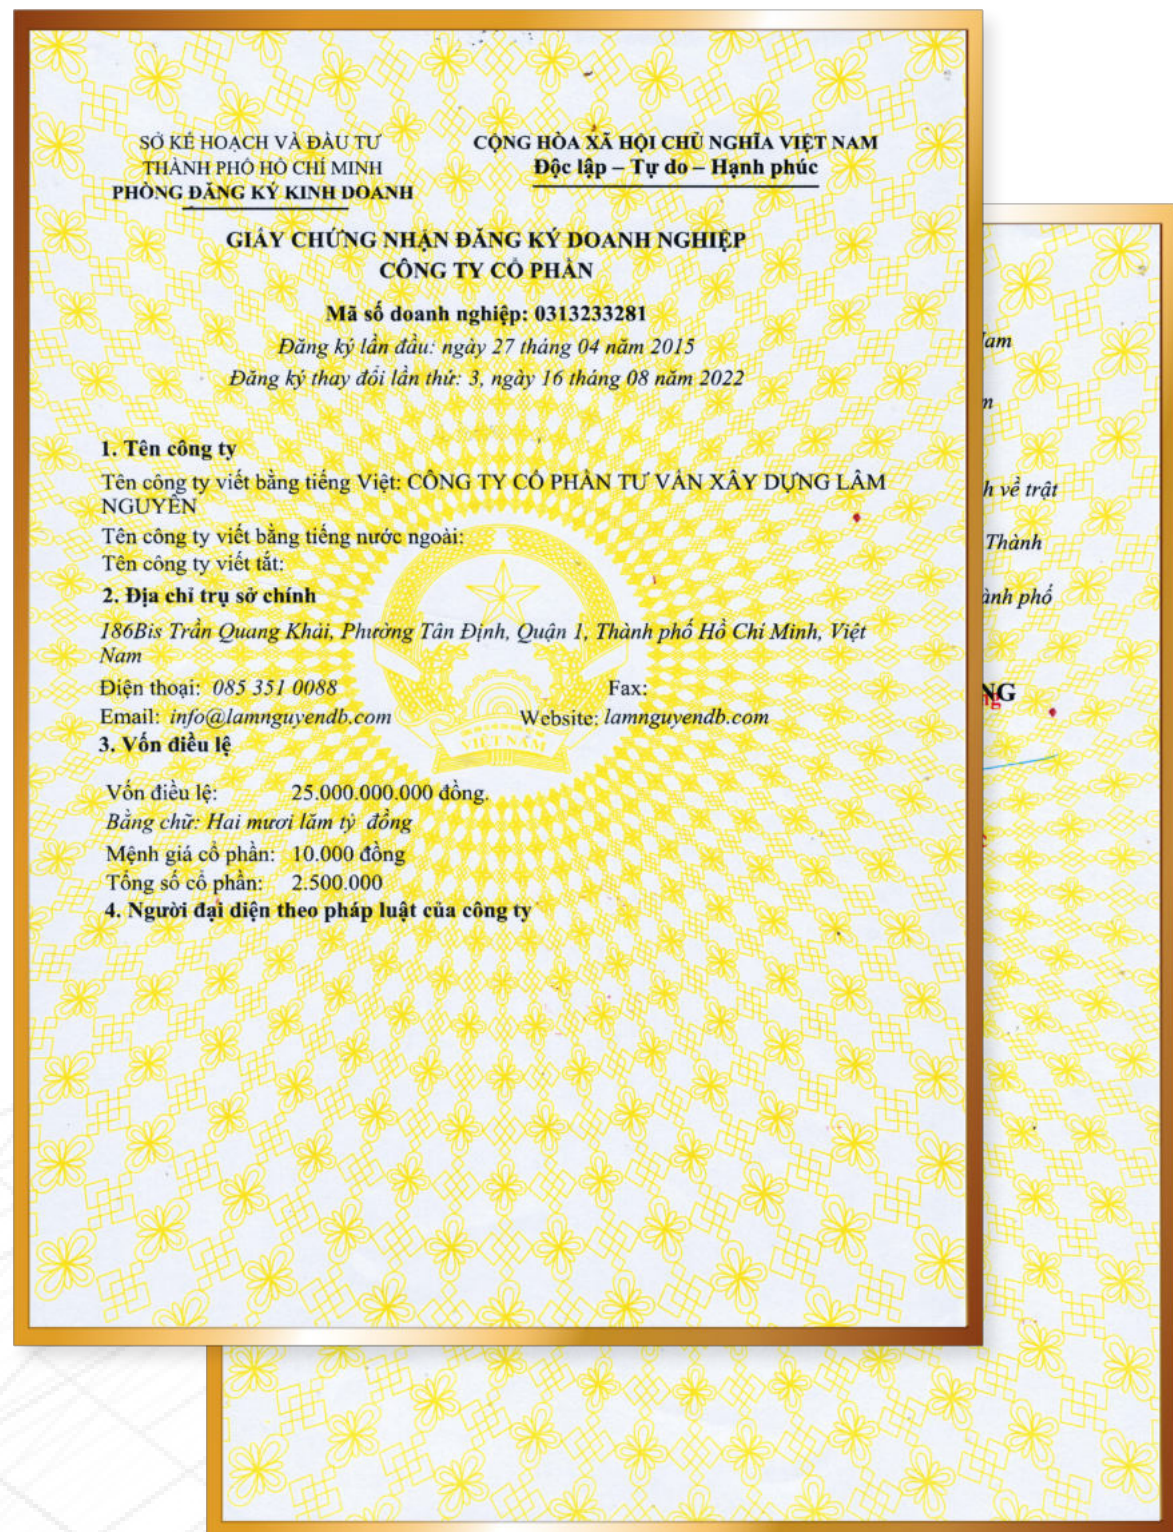 SỞ KẾ HOẠCH VÀ ĐẦU TƯ
THÀNH PHỐ HỒ CHÍ MINH
PHÒNG ĐĂNG KÝ KINH DOANH
CỘNG HÒA XÃ HỘI CHỦ NGHĨA VIỆT NAM
Độc lập – Tự do – Hạnh phúc
GIẤY CHỨNG NHẬN ĐĂNG KÝ DOANH NGHIỆP
CÔNG TY CỔ PHẦN
Mã số doanh nghiệp: 0313233281
Đăng ký lần đầu: ngày 27 tháng 04 năm 2015
Đăng ký thay đổi lần thứ: 3, ngày 16 tháng 08 năm 2022
1. Tên công ty
Tên công ty viết bằng tiếng Việt: CÔNG TY CỔ PHẦN TƯ VẤN XÂY DỰNG LÂM
NGUYÊN
Tên công ty viết bằng tiếng nước ngoài:
Tên công ty viết tắt:
2. Địa chỉ trụ sở chính
186Bis Trần Quang Khải, Phường Tân Định, Quận 1, Thành phố Hồ Chí Minh, Việt
Nam
Điện thoại: 085 351 0088 Fax:
Email: info@lamnguyendb.com Website: lamnguyendb.com
3. Vốn điều lệ
VIỆT NAM
Vốn điều lệ: 25.000.000.000 đồng.
Bằng chữ: Hai mươi lăm tỷ đồng
Mệnh giá cổ phần: 10.000 đồng
Tổng số cổ phần: 2.500.000
4. Người đại diện theo pháp luật của công ty
về trật
Thành
phố